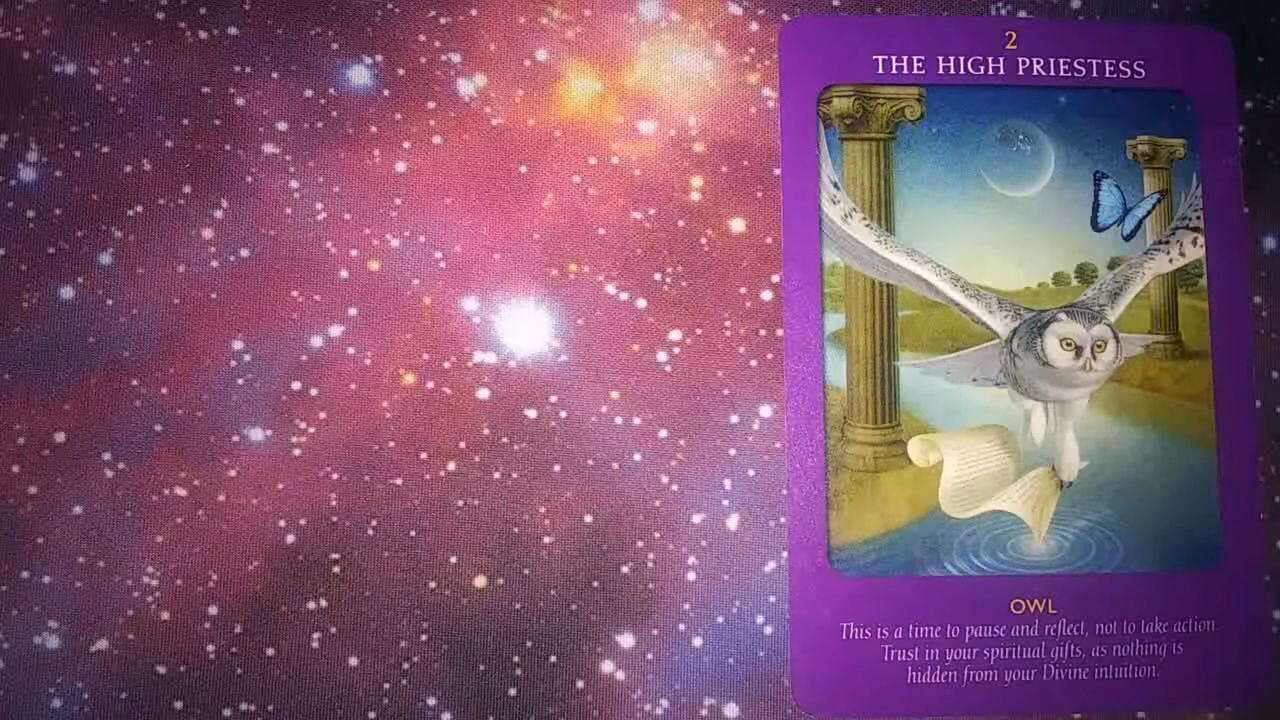 2
THE HIGH PRIESTESS
OWL
This is a time to pause and reflect, not to take action.
Trust in your spiritual gifts, as nothing is
hidden from your Divine intuition.